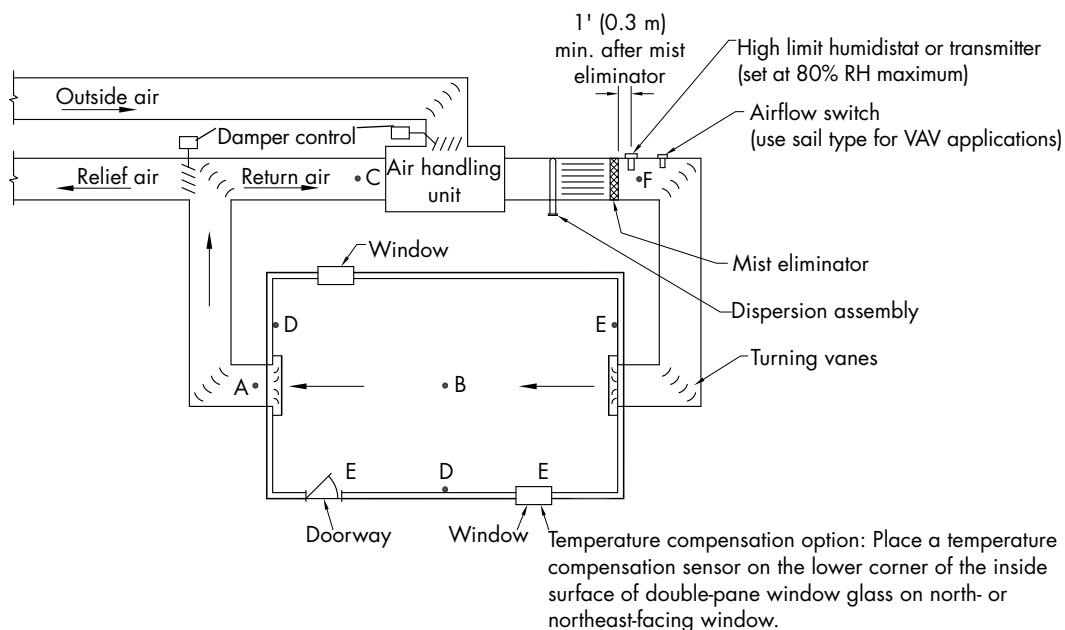 1' (0.3 m)
min. after mist
eliminator
High limit humidistat or transmitter
(set at 80% RH maximum)
Outside air
Airflow switch
(use sail type for VAV applications)
Damper control
Relief air
Return air
C
Air handling
unit
F
Window
Mist eliminator
D
E
Dispersion assembly
Turning vanes
A
B
E
D
E
Doorway
Window
Temperature compensation option: Place a temperature
compensation sensor on the lower corner of the inside
surface of double-pane window glass on north- or
northeast-facing window.